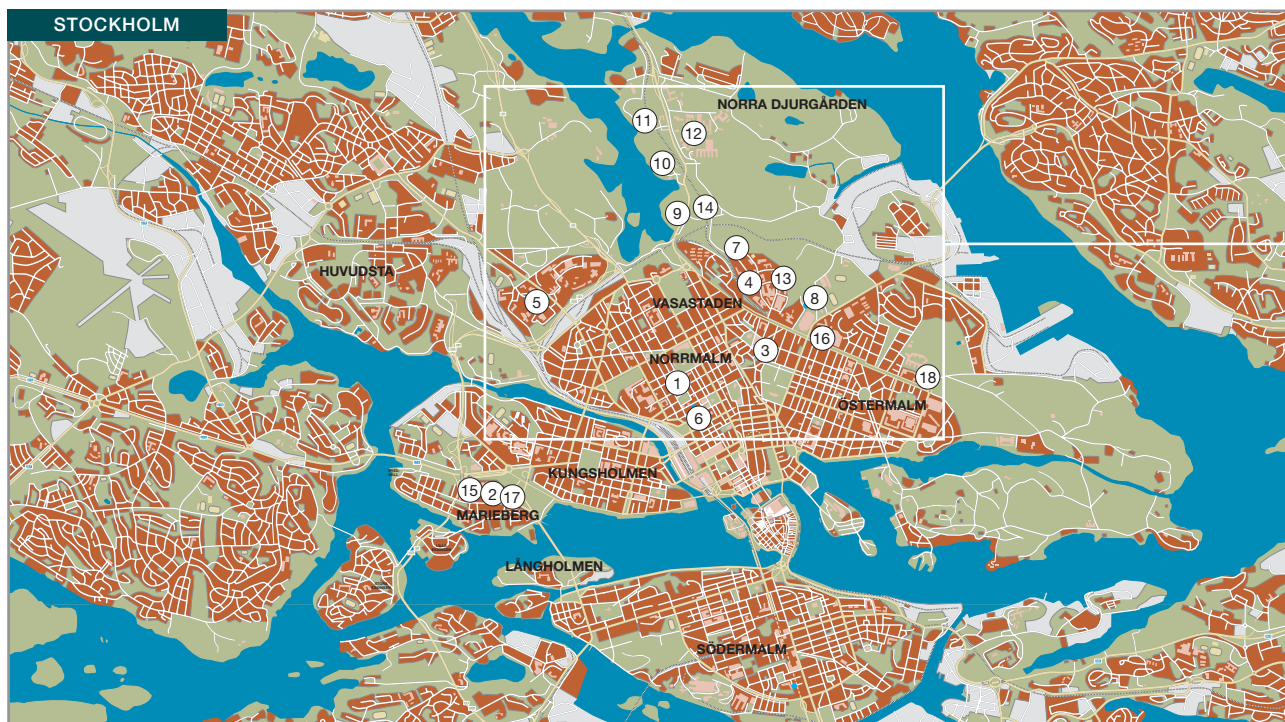 STOCKHOLM
NORRA DJURGÅRDEN
11
12
10
9
14
7
HUVUDSTA
13
4
5
8
VASASTADEN
16
3
NORRMALM
18
1
ÖSTERMALM
6
KUNGSHOLMEN
15
2
17
MARIEBERG
LÅNGHOLMEN
SÖDERMALM